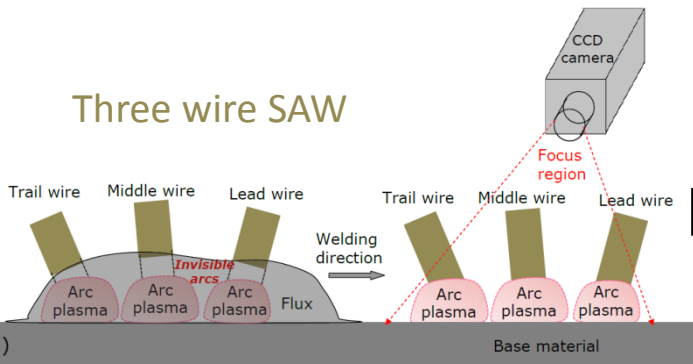 Three wire SAW
CCD
camera
Focus
region
Trail wire
Middle wire
Lead wire
Invisible
arcs
Arc
plasma
Arc
plasma
Arc
plasma
Flux
Welding
direction
Trail wire
Middle wire
Lead wire
Arc
plasma
Arc
plasma
Arc
plasma
)
Base material